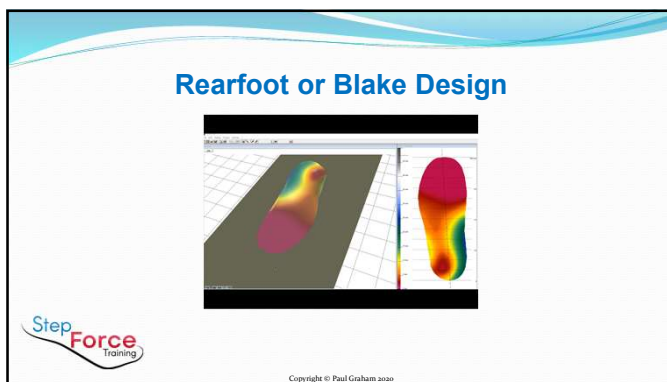 Rearfoot or Blake Design
Step
Force
Training
Copyright © Paul Graham 2020